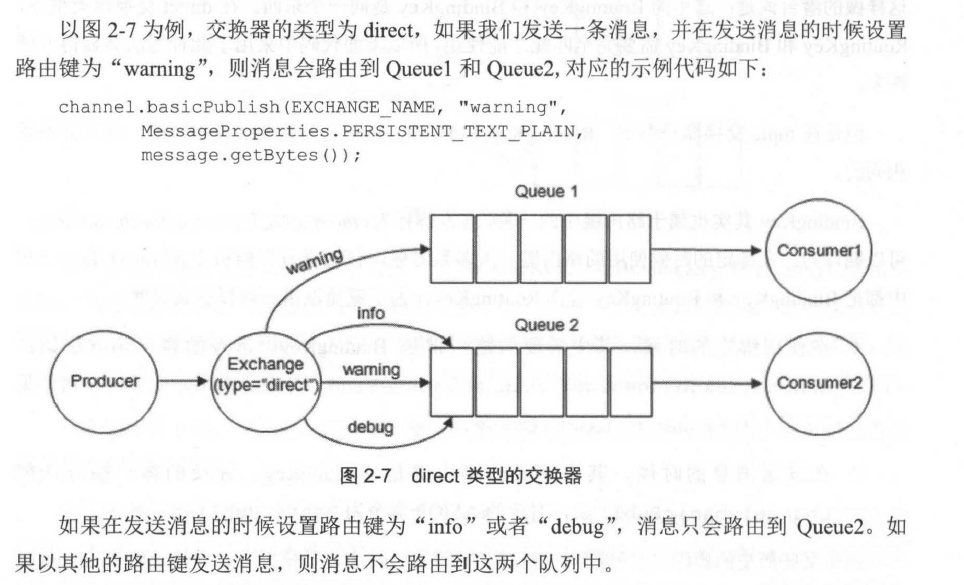 以图 2-7 为例，交换器的类型为 direct，如果我们发送一条消息，并在发送消息的时候设置
路由键为“warning”，则消息会路由到 Queue1 和 Queue2, 对应的示例代码如下：
channel.basicPublish(EXCHANGE_NAME, "warning",
MessageProperties.PERSISTENT_TEXT_PLAIN,
message.getBytes());
Queue 1
warning
Consumer1
info
Queue 2
Producer
Exchange
(type="direct")
warning
Consumer2
debug
图 2-7 direct 类型的交换器
如果在发送消息的时候设置路由键为“info”或者“debug”，消息只会路由到 Queue2。如
果以其他的路由键发送消息，则消息不会路由到这两个队列中。